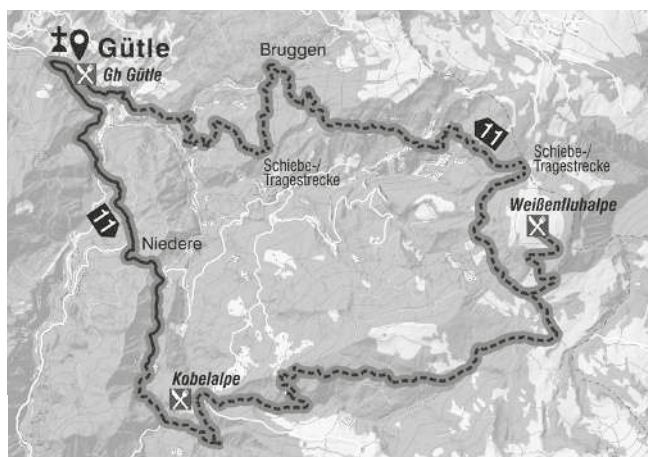 Gütle
Gh Gütle
Bruggen
11
Schiebe-/
Tragestrecke
Schiebe-/
Tragestrecke
Weißenfluhalpe
11
Niedere
Kobelalpe